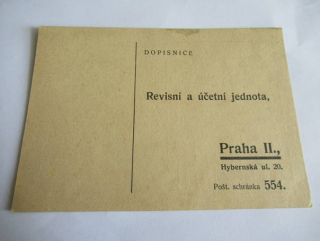 DOPISNICE
Revisní a účetní jednota,
Praha II.,
Hybernská ul. 20.
Pošt. schránka 554.